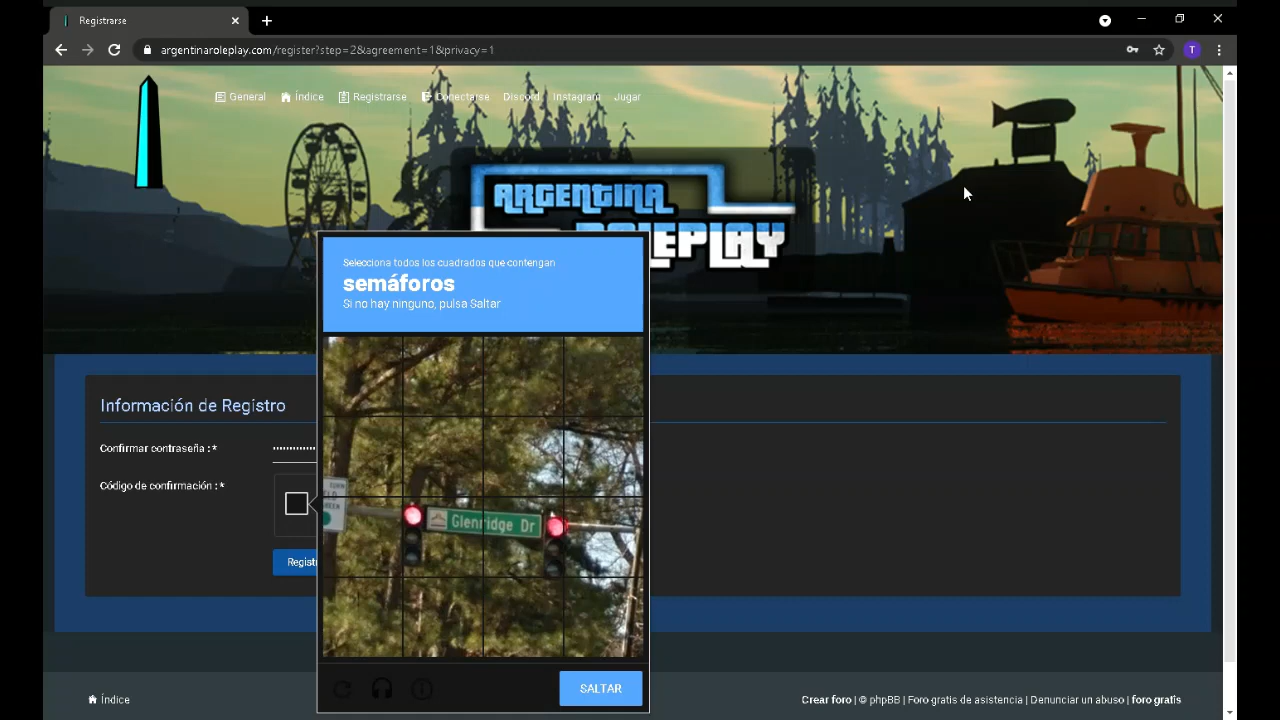 Registrarse
argentinaroleplay.com/register?step=2&agreement=1&privacy=1
T
General Índice Registrarse Conectarse Discord Instagram Jugar
ARGENTINA
ROLEPLAY
Selecciona todos los cuadrados que contengan
semáforos
Si no hay ninguno, pulsa Saltar
Información de Registro
Confirmar contraseña : *
Código de confirmación : *
GREEN
Glenridge Dr
Registr
SALTAR
Índice
Crear foro | © phpBB | Foro gratis de asistencia | Denunciar un abuso | foro gratis